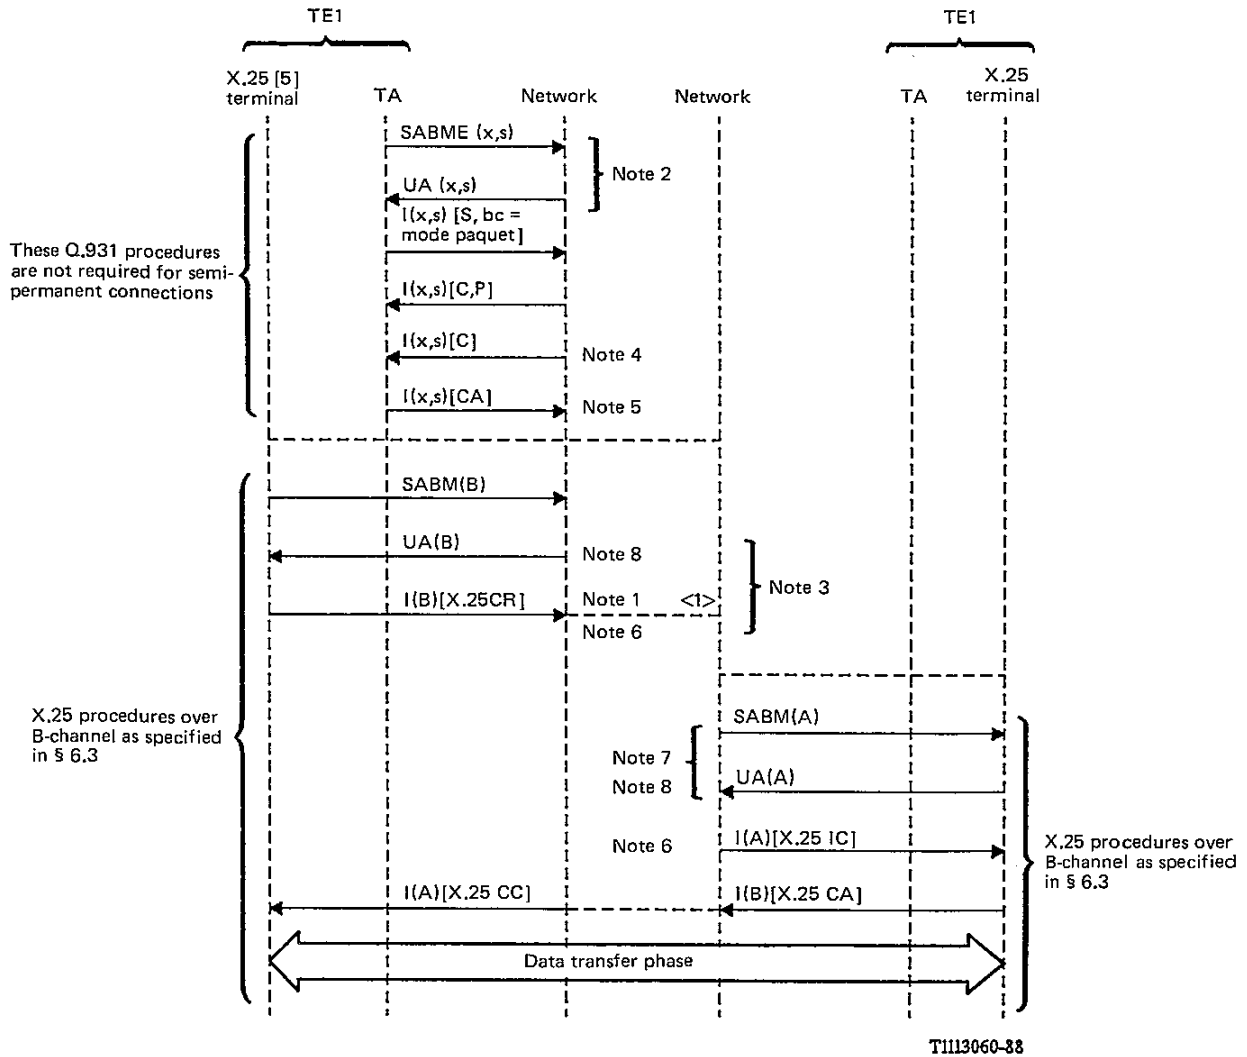 TE1
TE1
X.25 [5]
terminal
TA
Network
Network
TA
X.25
terminal
SABME (x,s)
Note 2
UA (x,s)
I(x,s) [S, bc =
mode paquet]
These Q.931 procedures
are not required for semi-
permanent connections
I(x,s)[C,P]
I(x,s)[C]
Note 4
I(x,s)[CA]
Note 5
SABM(B)
UA(B)
Note 8
Note 3
I(B)[X.25CR]
Note 1
<1>
Note 6
X.25 procedures over
B-channel as specified
in § 6.3
SABM(A)
Note 7
UA(A)
Note 8
I(A)[X.25 IC]
Note 6
X.25 procedures over
B-channel as specified
in § 6.3
I(A)[X.25 CC]
I(B)[X.25 CA]
Data transfer phase
T1113060-88